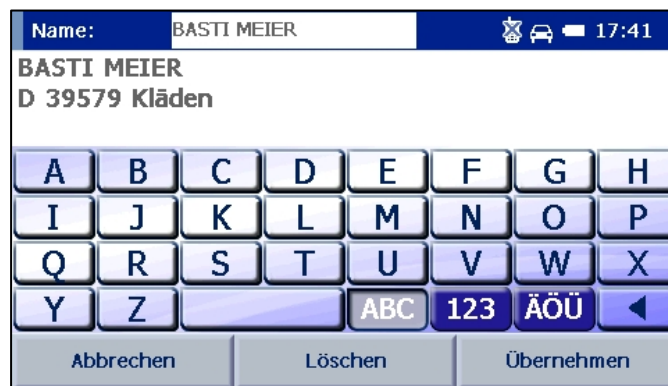 Name: BASTI MEIER 17:41
BASTI MEIER
D 39579 Kläden
A B C D E F G H
I J K L M N O P
Q R S T U V W X
Y Z ABC 123 ÄÖÜ
Abbrechen Löschen Übernehmen